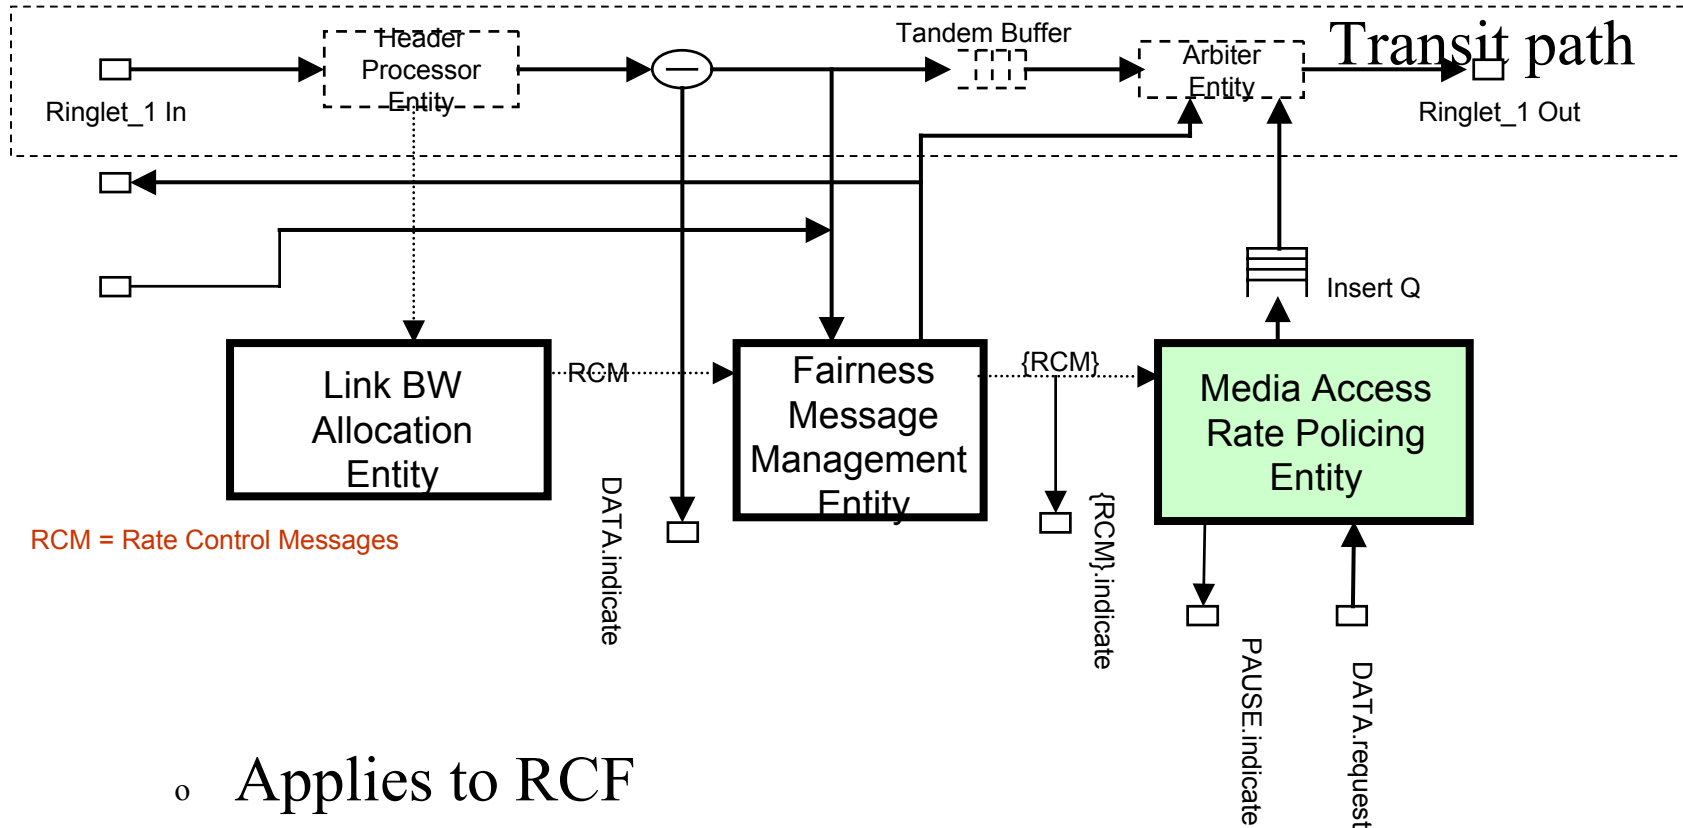 Transit path
Header
Processor
Entity
Tandem Buffer
Arbiter
Entity
Ringlet_1 In
Ringlet_1 Out
Insert Q
Link BW
Allocation
Entity
RCM
Fairness
Message
Management
Entity
{RCM}
Media Access
Rate Policing
Entity
RCM = Rate Control Messages
DATA.indicate
{RCM}.indicate
PAUSE.indicate
DATA.request
o Applies to RCF